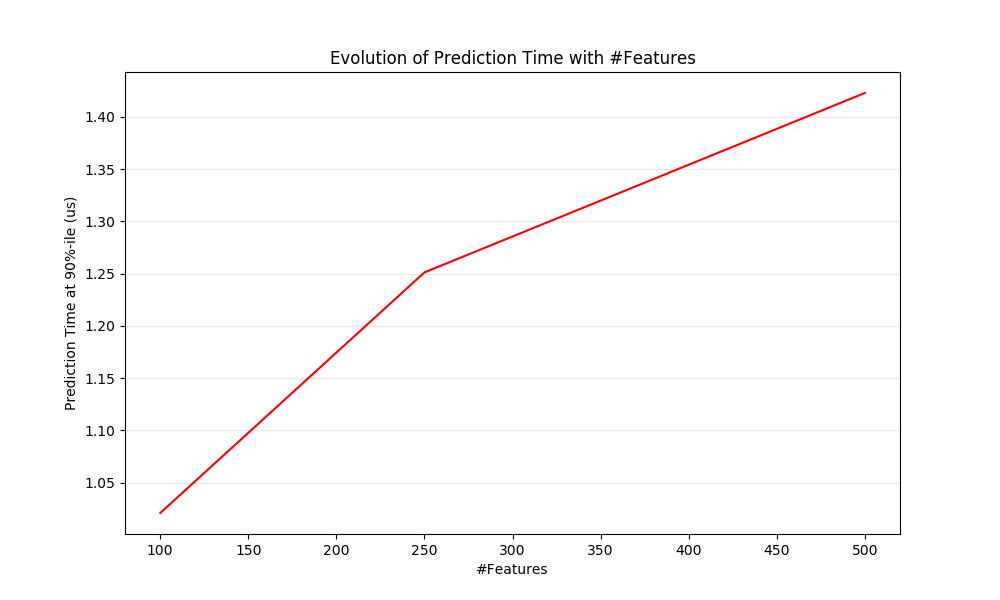 Evolution of Prediction Time with #Features
Prediction Time at 90%-ile (us)
1.40
1.35
1.30
1.25
1.20
1.15
1.10
1.05
100 150 200 250 300 350 400 450 500
#Features